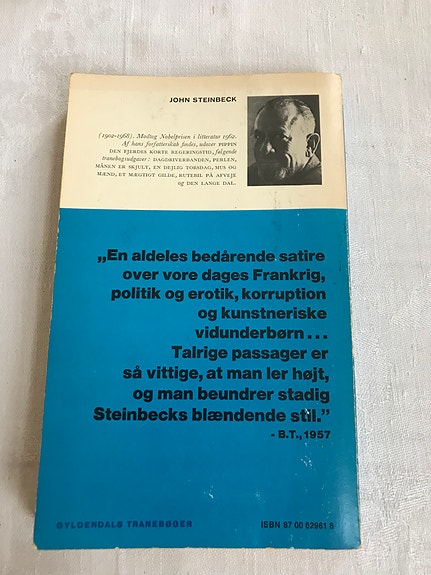 JOHN STEINBECK
(1902-1968). Modtog Nobelprisen i litteratur 1962.
Af hans forfatterskab findes, udover PIPPIN
DEN FJERDES KORTE REGERINGSTID, følgende
tranebogsudgaver: DAGDRIVERBANDEN, PERLEN,
MÅNEN ER SKJULT, EN DEJLIG TORSDAG, MUS OG
MÆND, ET MÆGTIGT GILDE, RUTEBIL PÅ AFVEJE
og DEN LANGE DAL.
„En aldeles bedårende satire
over vore dages Frankrig,
politik og erotik, korruption
og kunstneriske
vidunderbørn...
Talrige passager er
så vittige, at man ler højt,
og man beundrer stadig
Steinbecks blændende stil.”
- B.T., 1957
GYLDENDALS TRANEBØGER
ISBN 87 00 02961 8